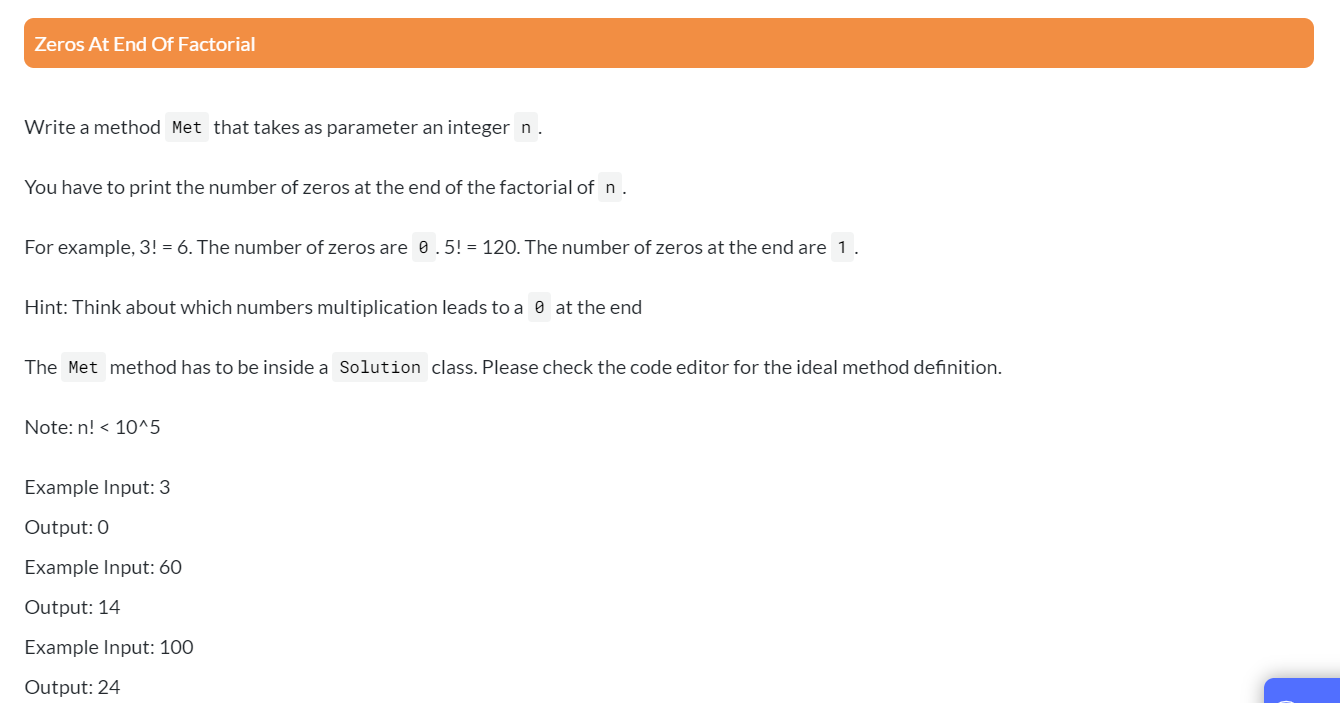 Zeros At End Of Factorial
Write a method Met that takes as parameter an integer n .
You have to print the number of zeros at the end of the factorial of n .
For example, 3! = 6. The number of zeros are 0 . 5! = 120. The number of zeros at the end are 1 .
Hint: Think about which numbers multiplication leads to a 0 at the end
The Met method has to be inside a Solution class. Please check the code editor for the ideal method definition.
Note: n! < 10^5
Example Input: 3
Output: 0
Example Input: 60
Output: 14
Example Input: 100
Output: 24